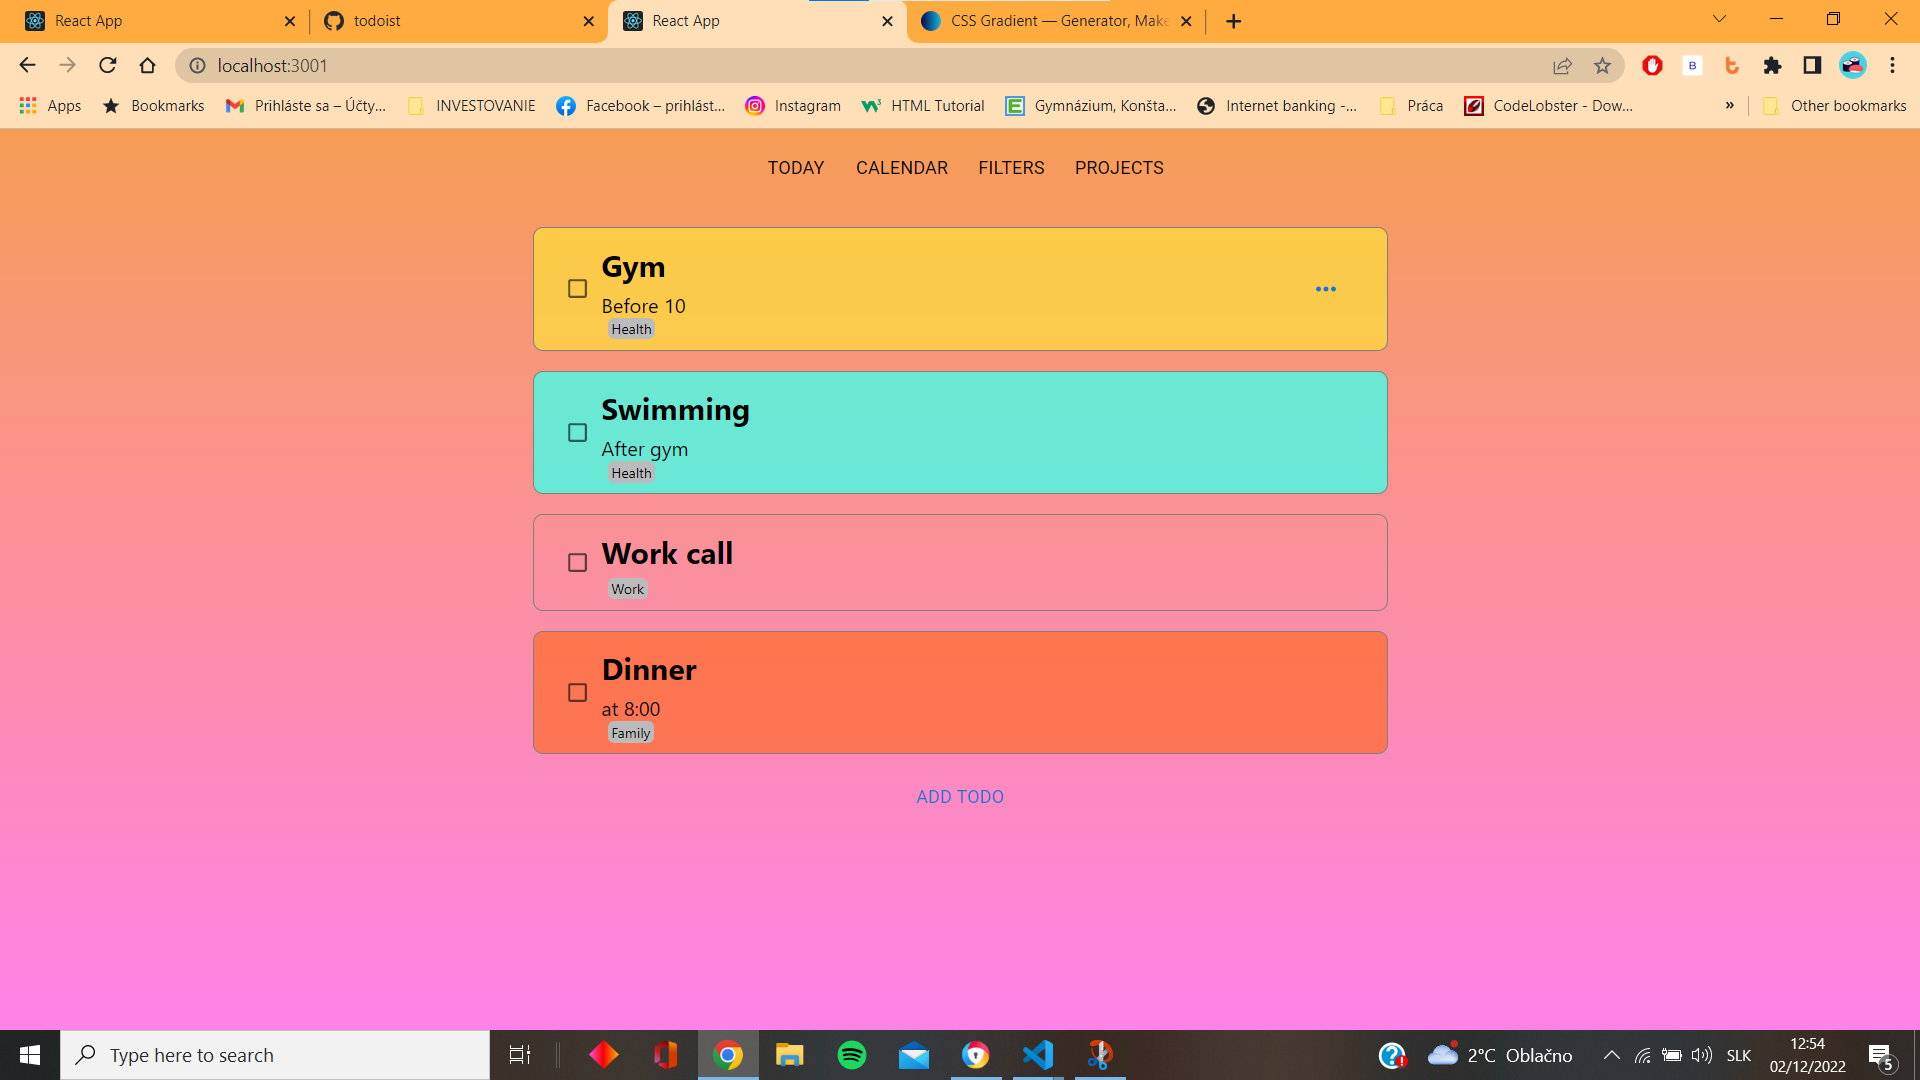 React App
todoist
React App
CSS Gradient — Generator, Make
localhost:3001
Apps
Bookmarks
Prihláste sa – Účty...
INVESTOVANIE
Facebook – prihlást...
Instagram
HTML Tutorial
Gymnázium, Konšta...
Internet banking -...
Práca
CodeLobster - Dow...
»
Other bookmarks
TODAY
CALENDAR
FILTERS
PROJECTS
Gym
Before 10
Health
Swimming
After gym
Health
Work call
Work
Dinner
at 8:00
Family
ADD TODO
Type here to search
2°C Oblačno
SLK
12:54
02/12/2022
5